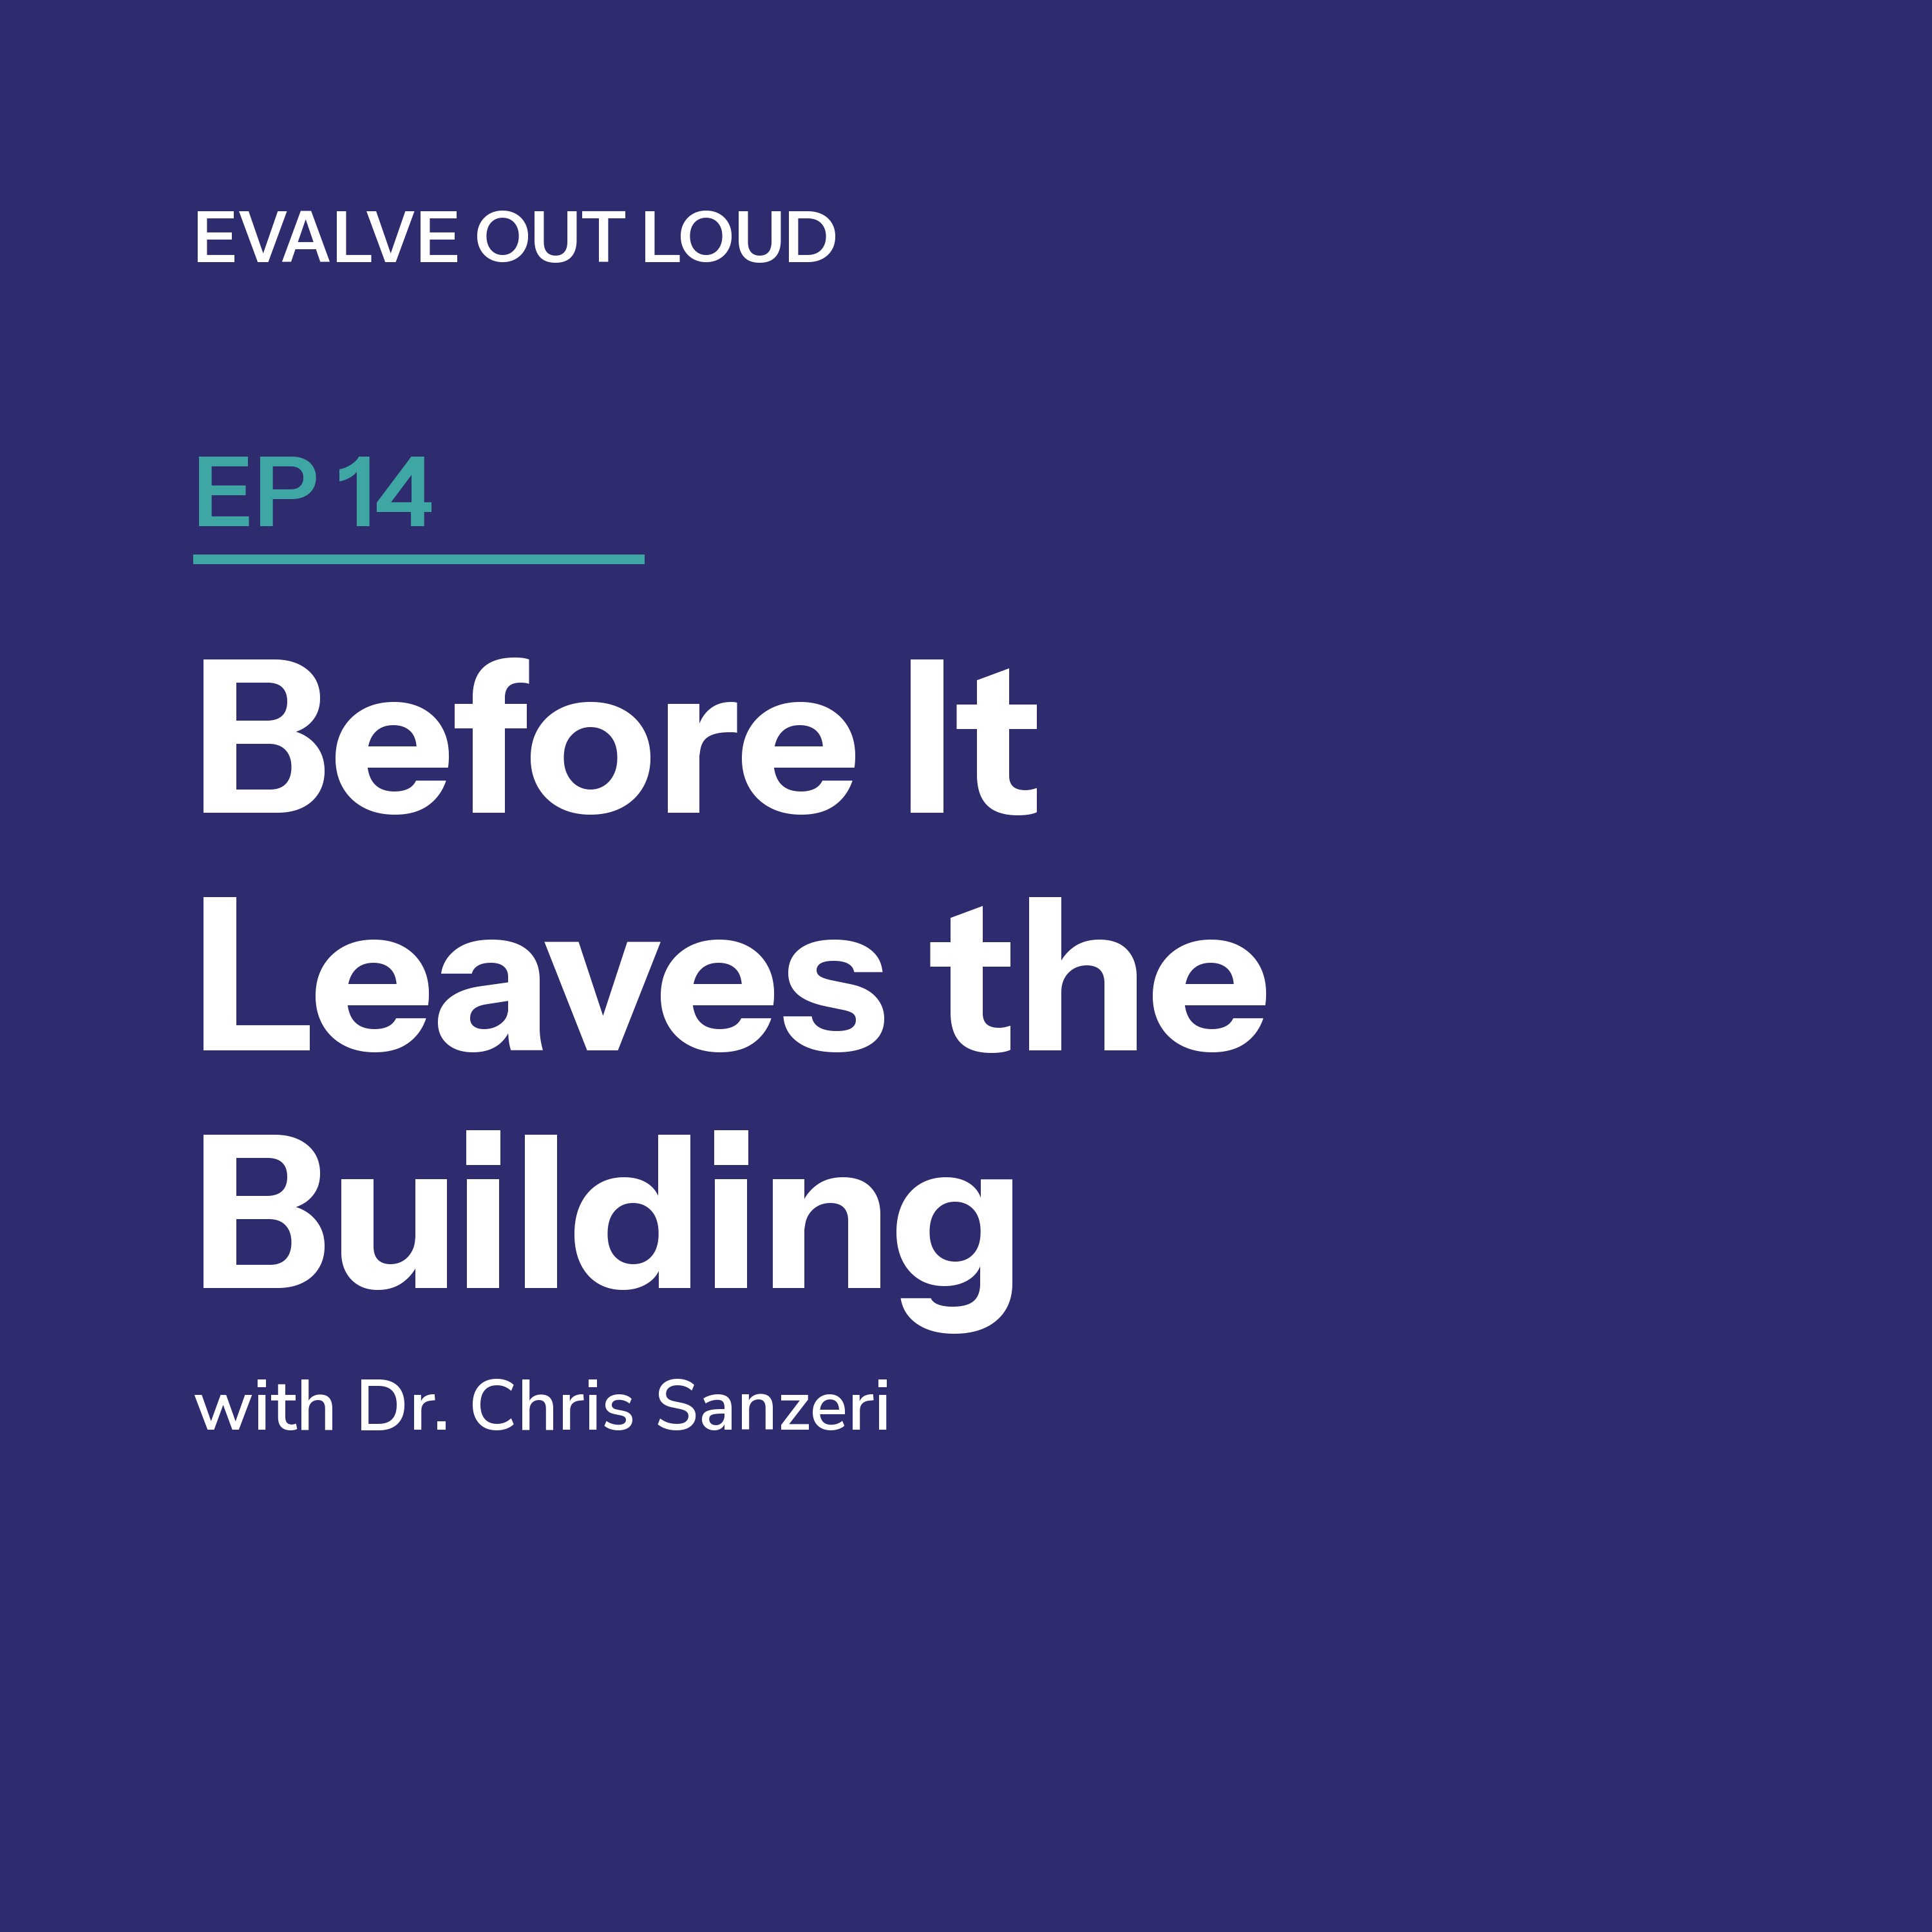 EVALVE OUT LOUD
EP 14
Before It
Leaves the
Building
with Dr. Chris Sanzeri